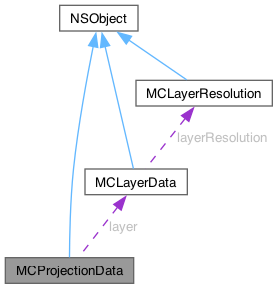 NSObject
MCLayerResolution
layerResolution
MCLayerData
layer
MCProjectionData